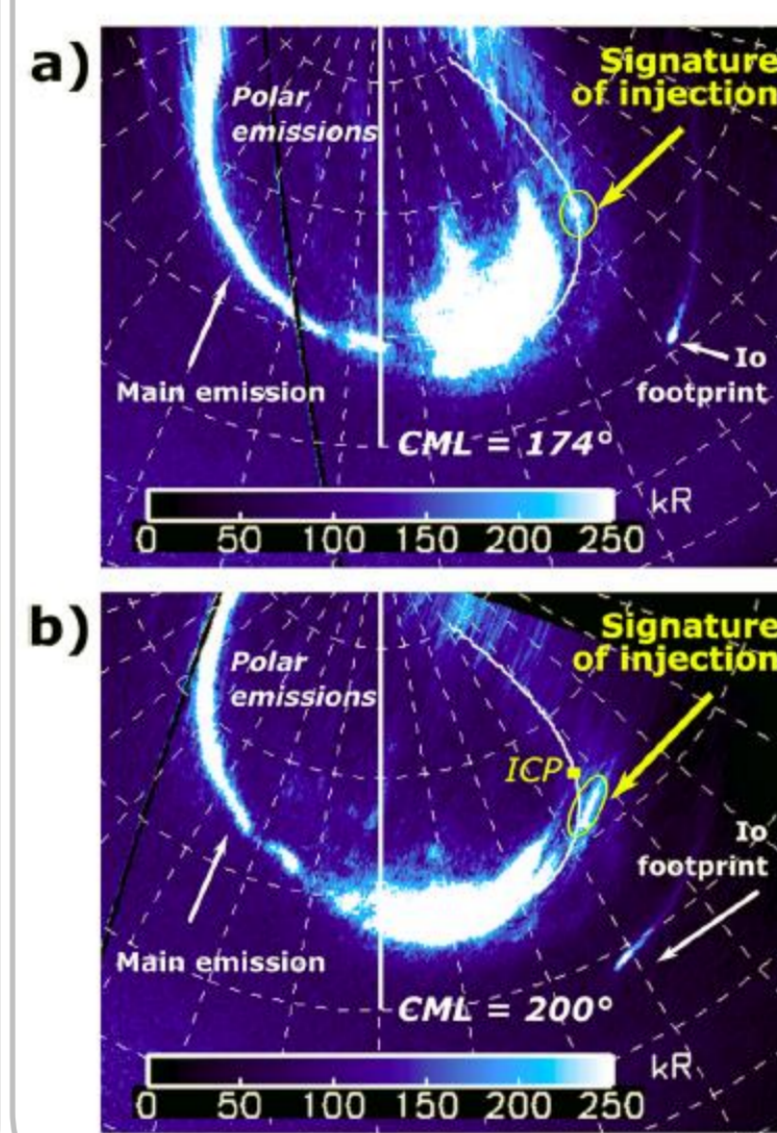 a)
Polar
emissions
Signature
of injection
Main emission
Io
footprint
CML = 174°
kR
0 50 100 150 200 250
b)
Polar
emissions
Signature
of injection
ICP
Io
footprint
Main emission
CML = 200°
kR
0 50 100 150 200 250